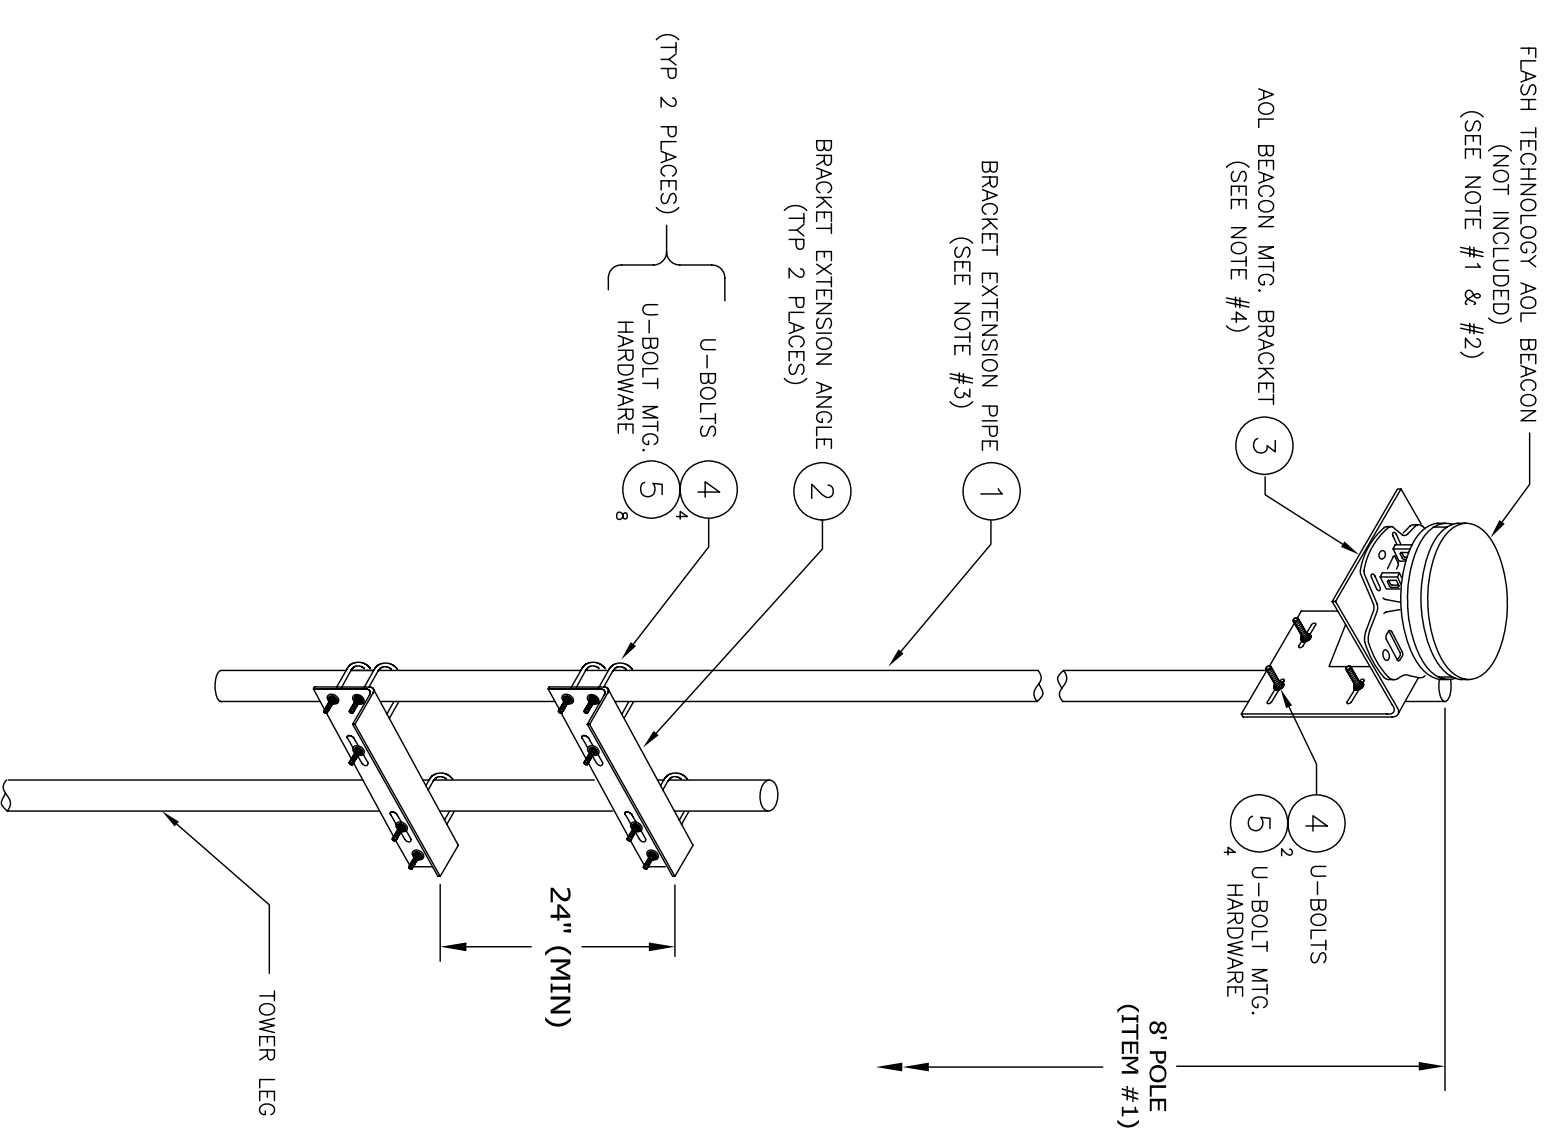 FLASH TECHNOLOGY AOL BEACON
(NOT INCLUDED)
(SEE NOTE #1 & #2)
AOL BEACON MTG. BRACKET
(SEE NOTE #4)
3
4
2
U-BOLTS
5
4
U-BOLT MTG.
HARDWARE
8' POLE
(ITEM #1)
BRACKET EXTENSION PIPE
(SEE NOTE #3)
1
BRACKET EXTENSION ANGLE
(TYP 2 PLACES)
2
(TYP 2 PLACES)
U-BOLTS
4
4
U-BOLT MTG.
HARDWARE
5
8
24" (MIN)
TOWER LEG